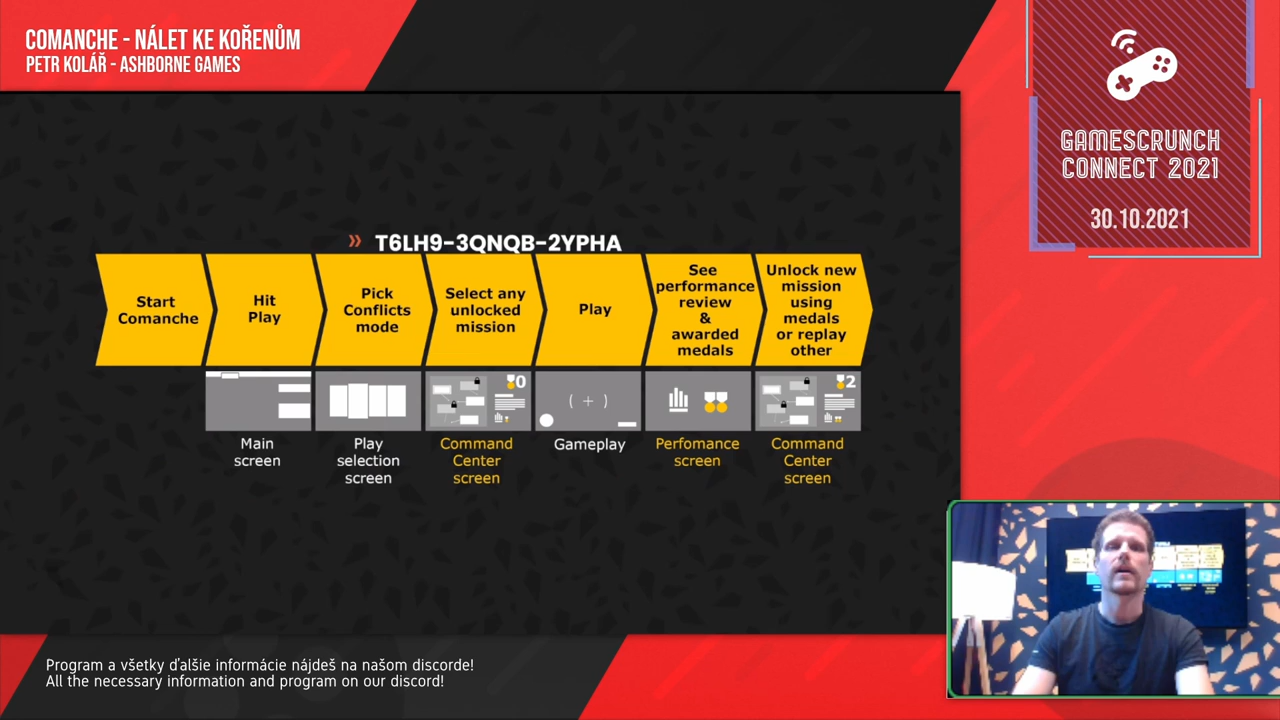 COMANCHE - NÁLET KE KOŘENŮM
PETR KOLÁŘ - ASHBORNE GAMES
GAMESCRUNCH
CONNECT 2021
30.10.2021
» T6LH9-3QNQB-2YPHA
Start
Comanche
Hit
Play
Pick
Conflicts
mode
Select any
unlocked
mission
Play
See
performance
review
&
awarded
medals
Unlock new
mission
using
medals
or replay
other
0
( + )
2
Main
screen
Play
selection
screen
Command
Center
screen
Gameplay
Perfomance
screen
Command
Center
screen
Program a všetky ďalšie informácie nájdeš na našom discorde!
All the necessary information and program on our discord!